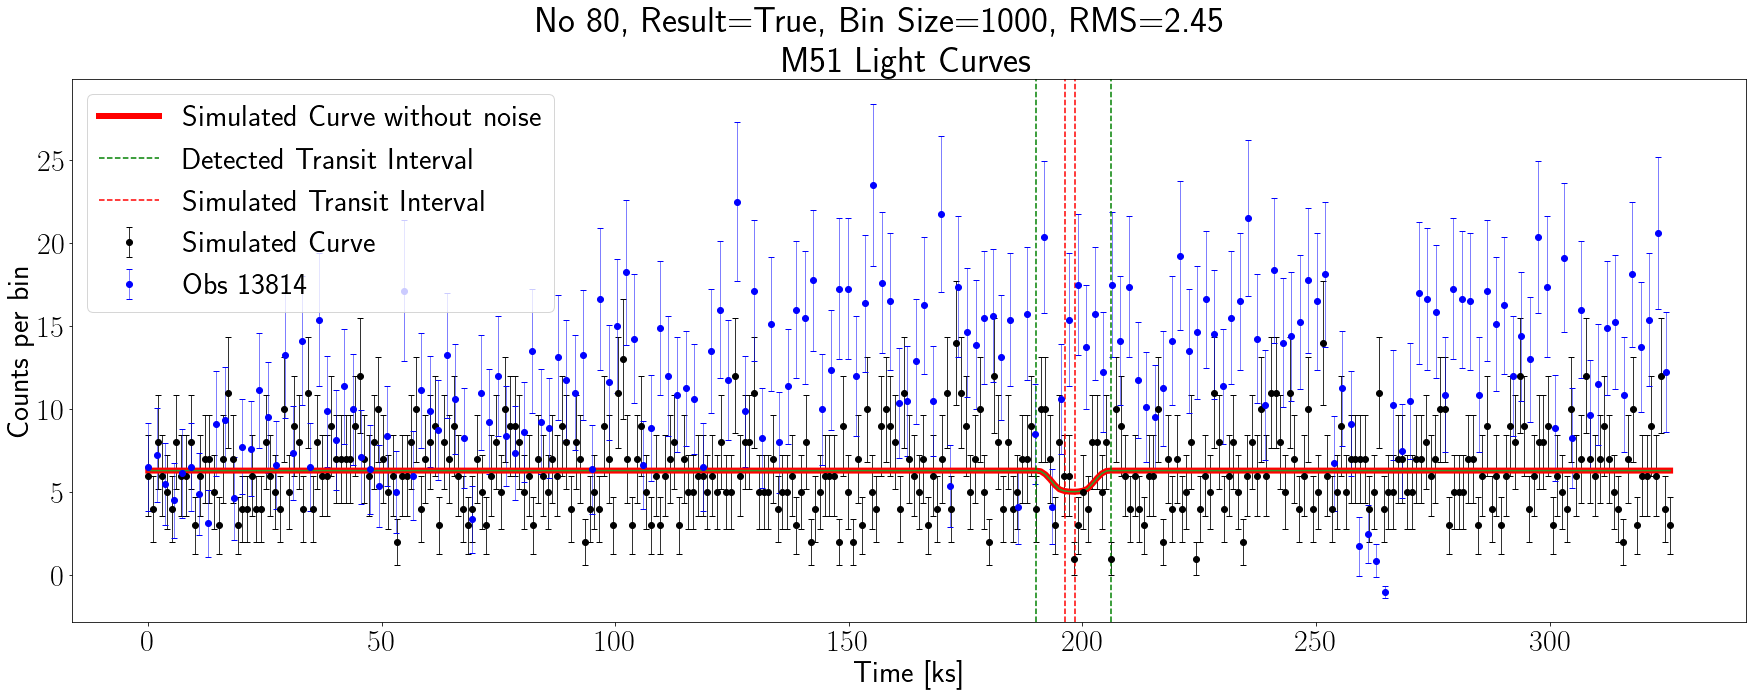 No 80, Result=True, Bin Size=1000, RMS=2.45
M51 Light Curves
Simulated Curve without noise
Detected Transit Interval
Simulated Transit Interval
Simulated Curve
Obs 13814
Counts per bin
25
20
15
10
5
0
0 50 100 150 200 250 300
Time [ks]